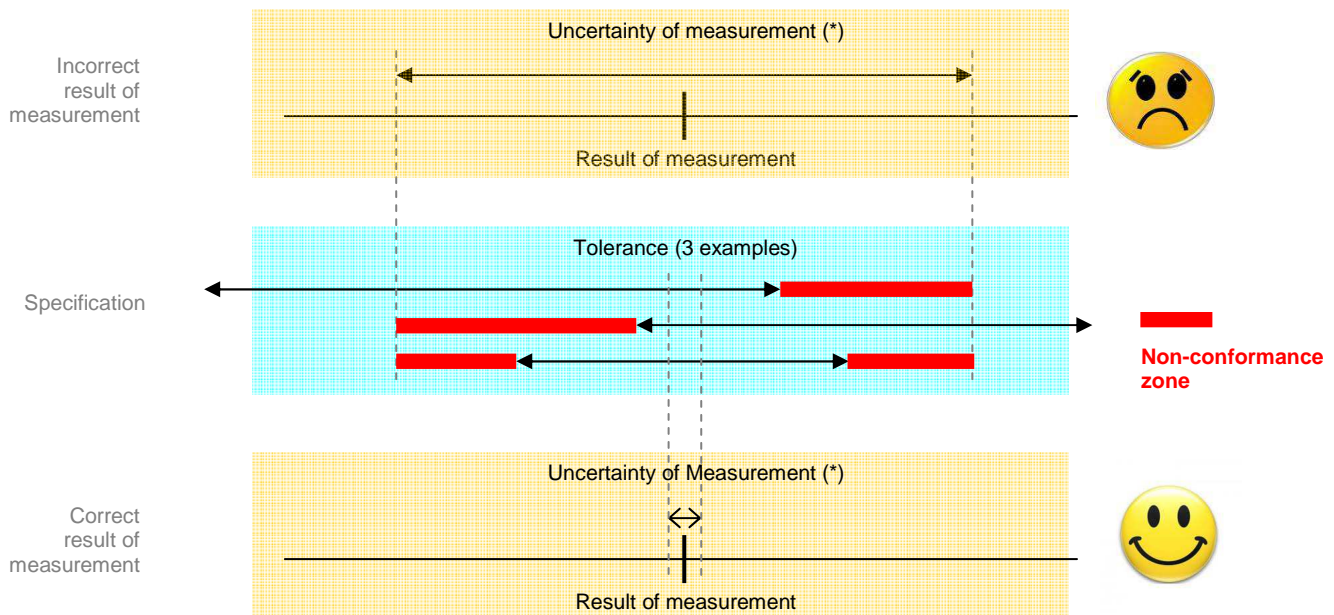 Uncertainty of measurement (*)
Incorrect
result of
measurement
Result of measurement
Tolerance (3 examples)
Specification
Non-conformance
zone
Uncertainty of Measurement (*)
Correct
result of
measurement
Result of measurement